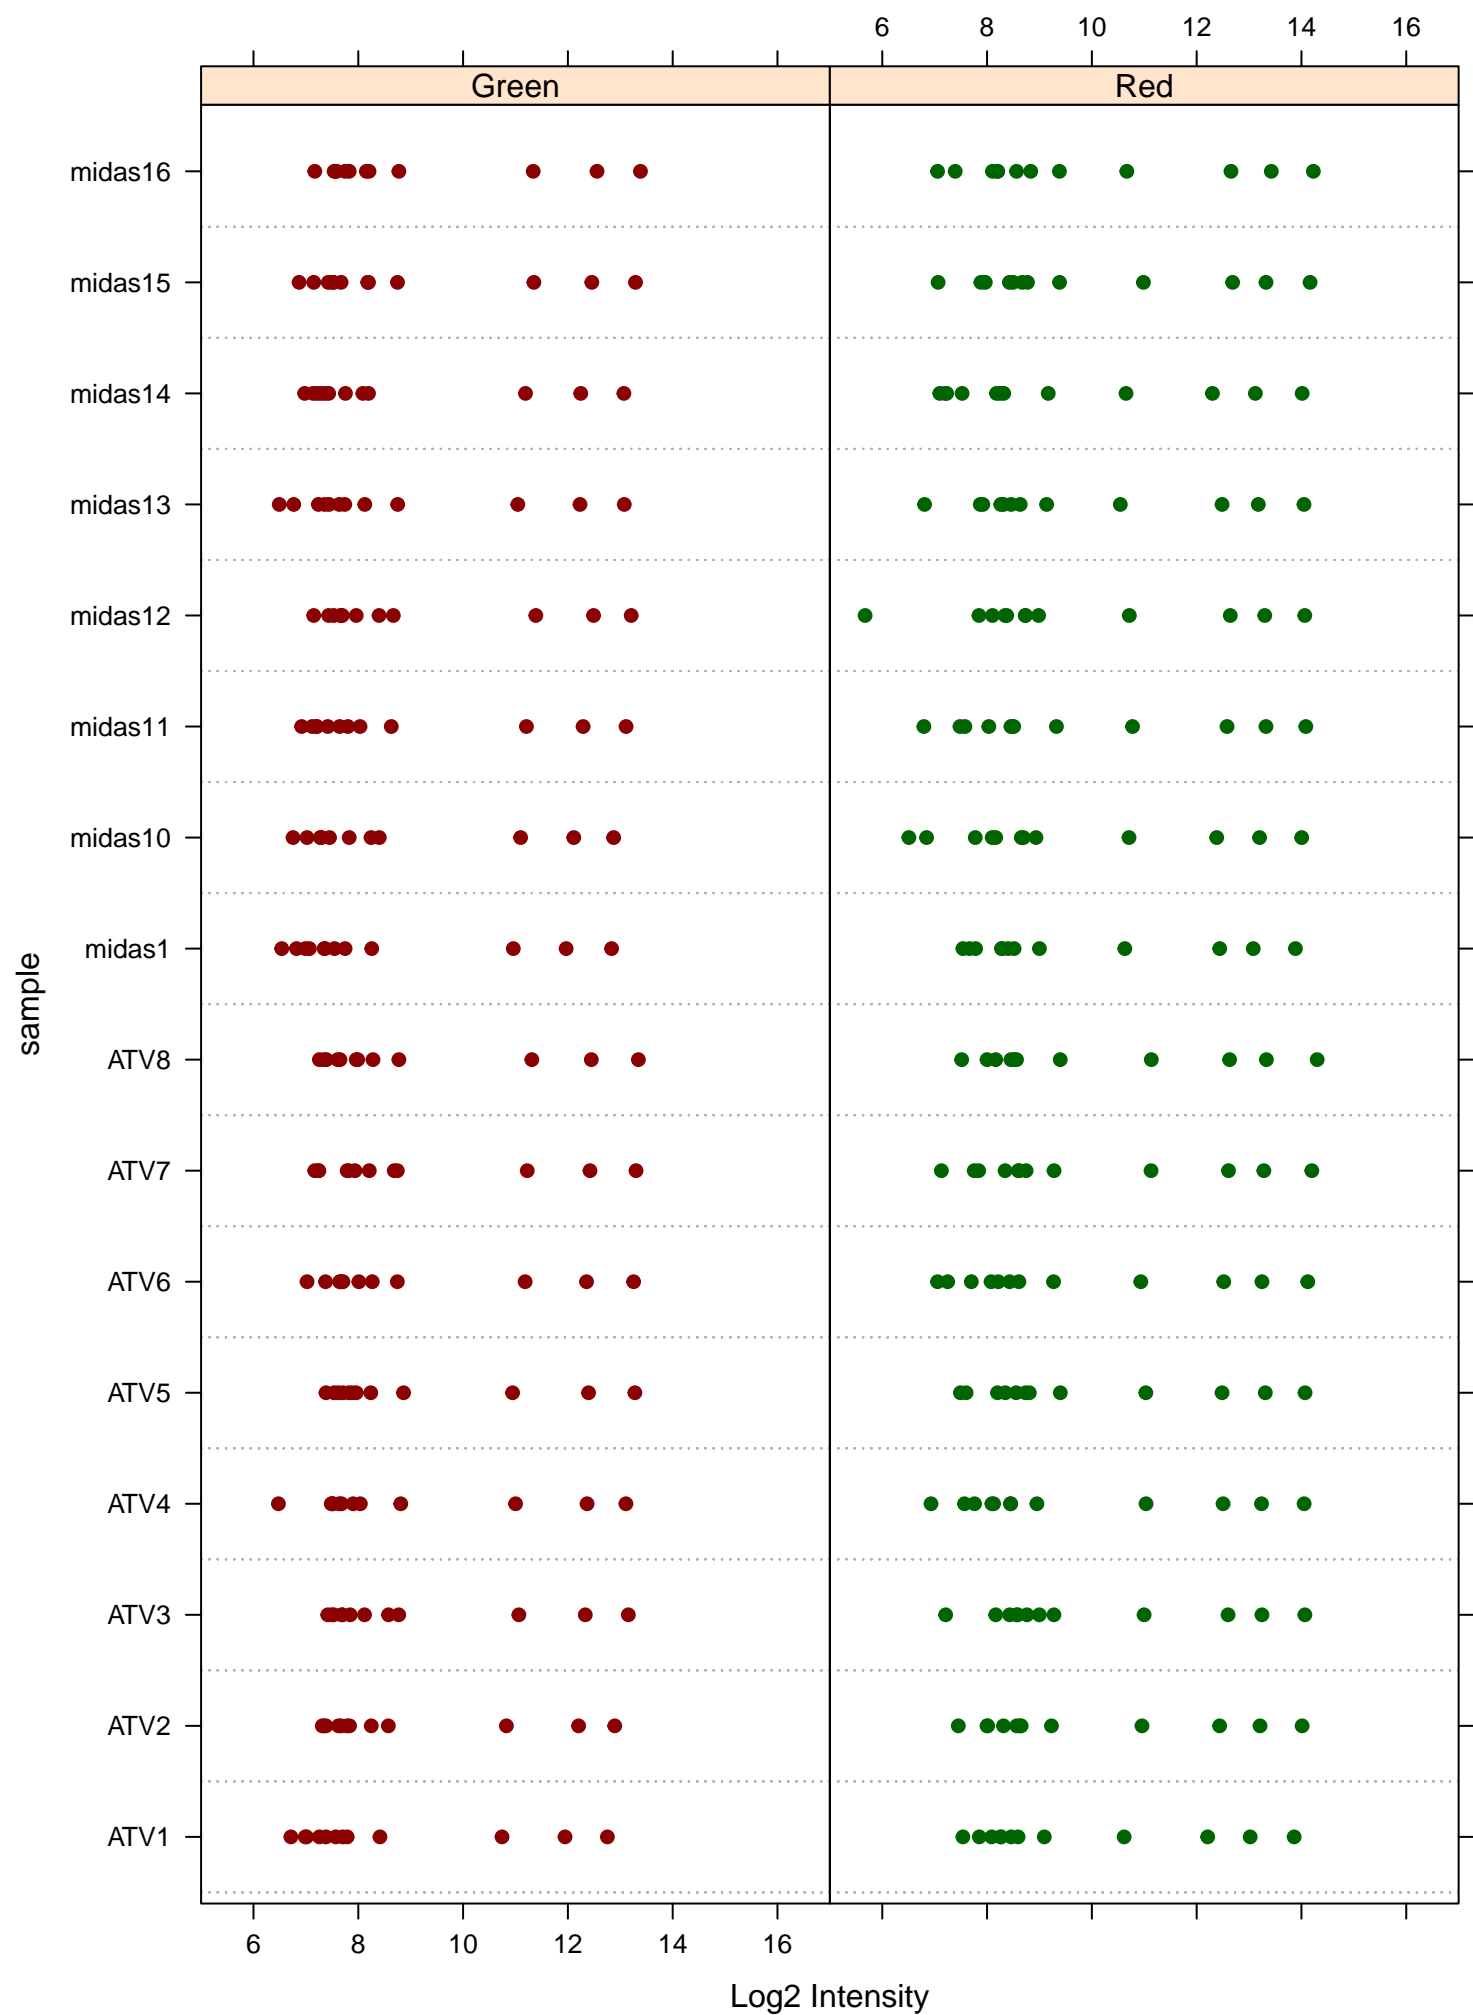 6 8 10 12 14 16
Green Red
midas16
midas15
midas14
midas13
midas12
midas11
midas10
midas1
ATV8
ATV7
ATV6
ATV5
ATV4
ATV3
ATV2
ATV1
sample
6 8 10 12 14 16
Log2 Intensity